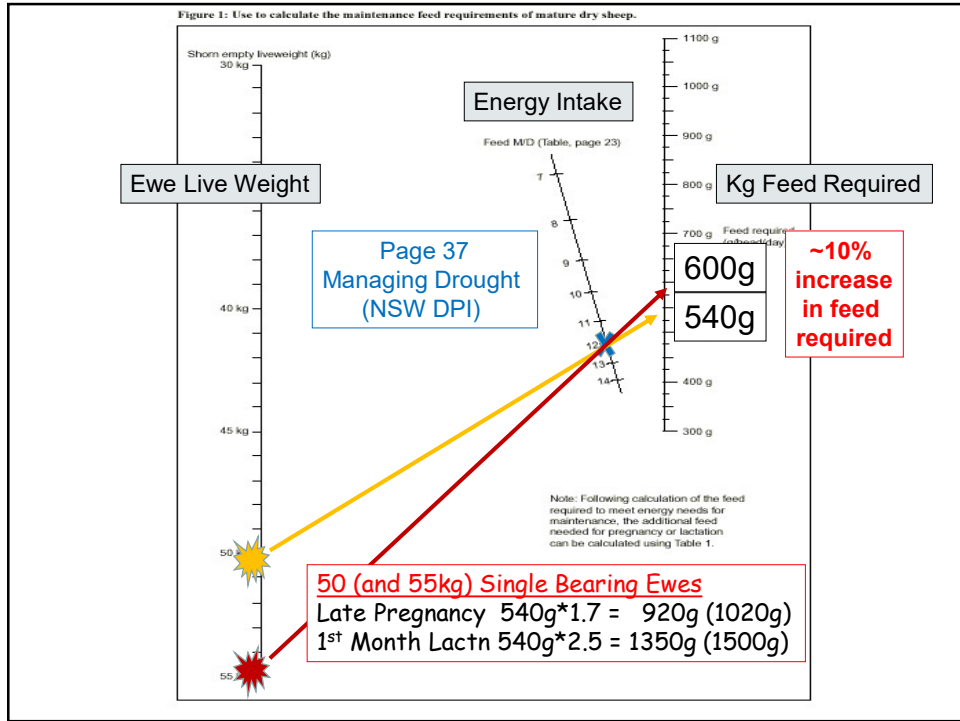 Figure 1: Use to calculate the maintenance feed requirements of mature dry sheep.
Shorn empty liveweight (kg)
30 kg
40 kg
45 kg
50
55
Ewe Live Weight
Energy Intake
Feed M/D (Table, page 23)
7
8
9
10
11
12
13
14
1100 g
1000 g
900 g
800 g
700 g
400 g
300 g
Kg Feed Required
Feed required
Page 37
Managing Drought
(NSW DPI)
600g
540g
~10%
increase
in feed
required
Note: Following calculation of the feed
required to meet energy needs for
maintenance, the additional feed
needed for pregnancy or lactation
can be calculated using Table 1.
50 (and 55kg) Single Bearing Ewes
Late Pregnancy 540g*1.7 = 920g (1020g)
1st Month Lactn 540g*2.5 = 1350g (1500g)